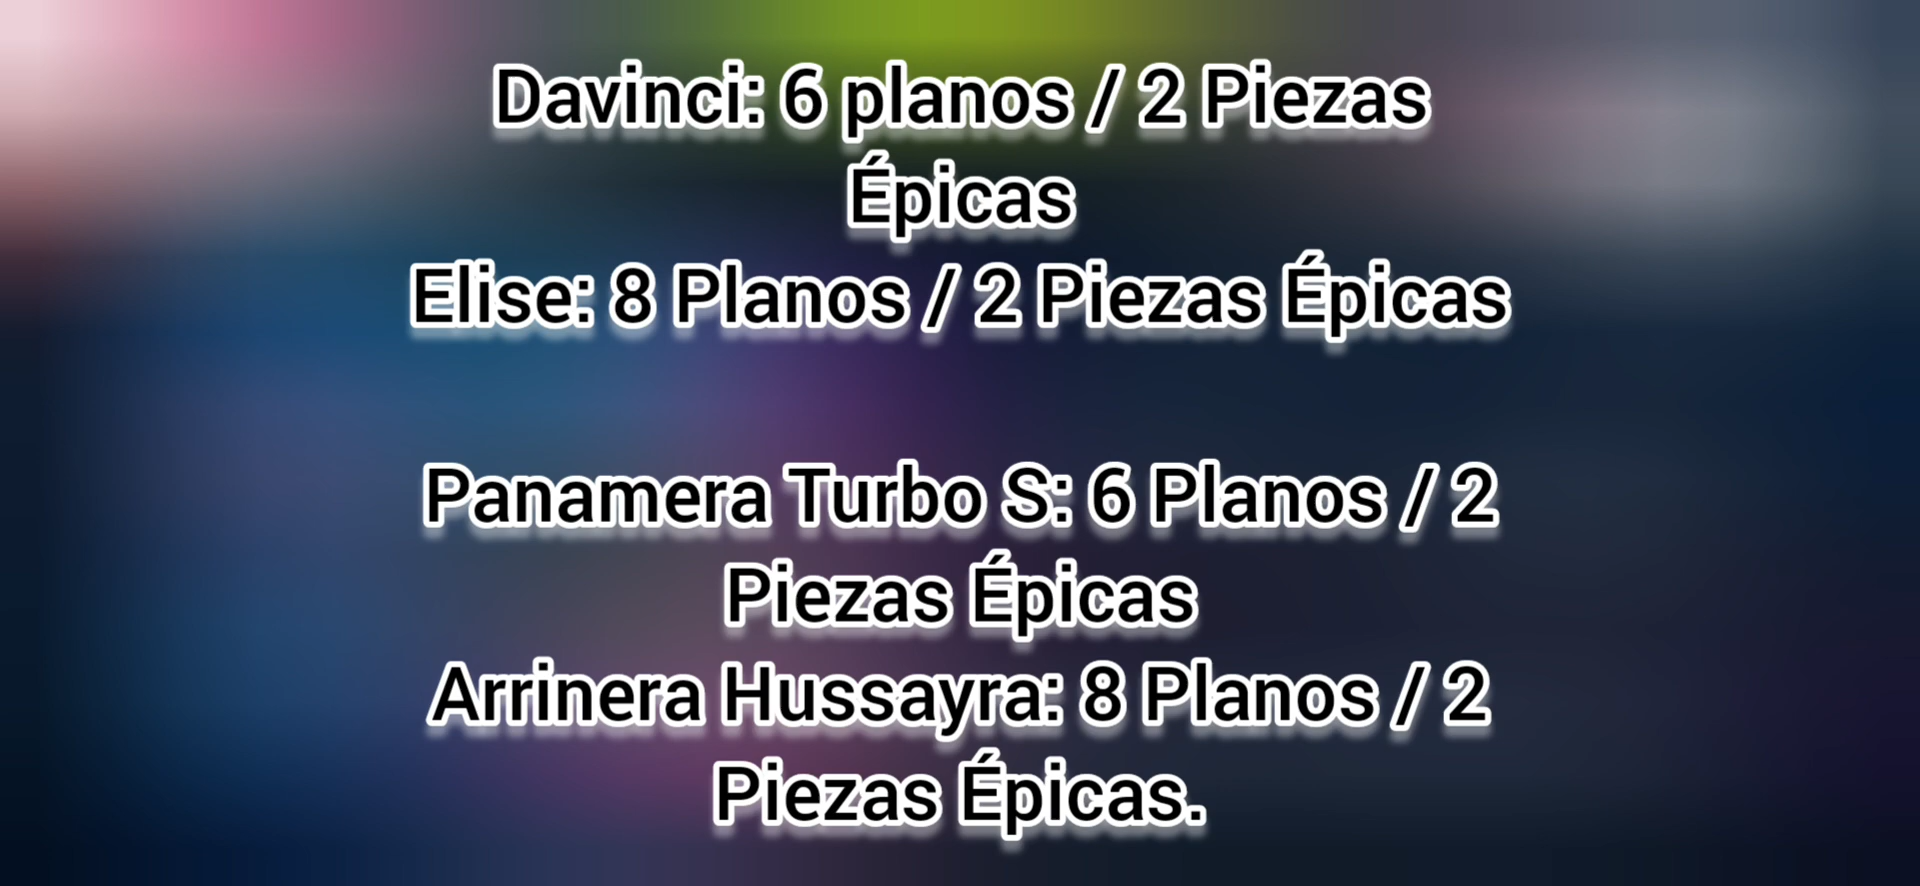 Davinci: 6 planos / 2 Piezas
Épicas
Elise: 8 Planos / 2 Piezas Épicas
Panamera Turbo S: 6 Planos / 2
Piezas Épicas
Arrinera Hussayra: 8 Planos / 2
Piezas Épicas.